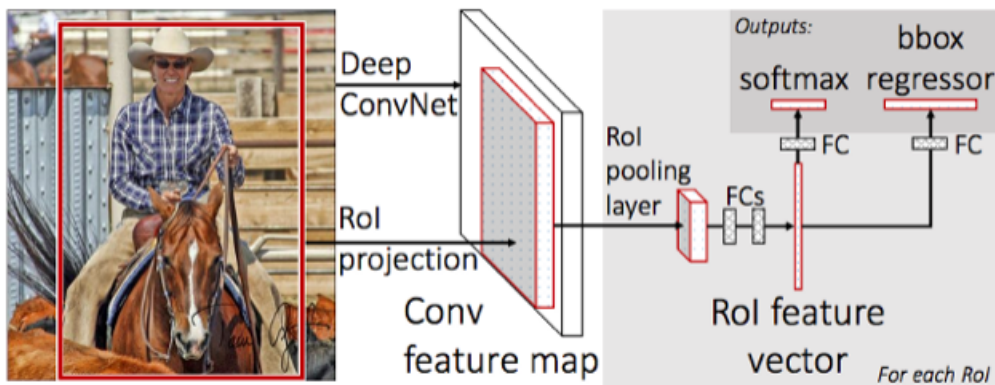 Deep
ConvNet
RoI
projection
Conv
feature map
RoI
pooling
layer
FCs
Outputs:
softmax
bbox
regressor
FC
FC
RoI feature
vector
For each RoI